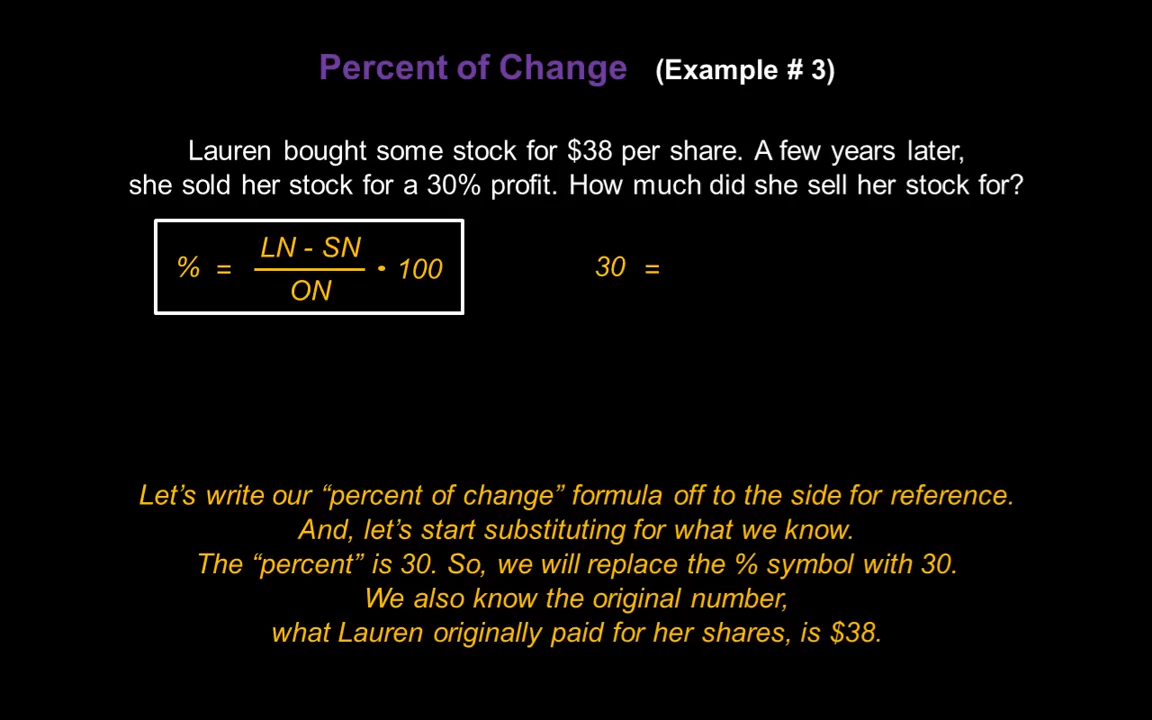 Percent of Change (Example # 3)
Lauren bought some stock for $38 per share. A few years later,
she sold her stock for a 30% profit. How much did she sell her stock for?
% = LN - SN / ON • 100
30 =
Let’s write our “percent of change” formula off to the side for reference.
And, let’s start substituting for what we know.
The “percent” is 30. So, we will replace the % symbol with 30.
We also know the original number,
what Lauren originally paid for her shares, is $38.